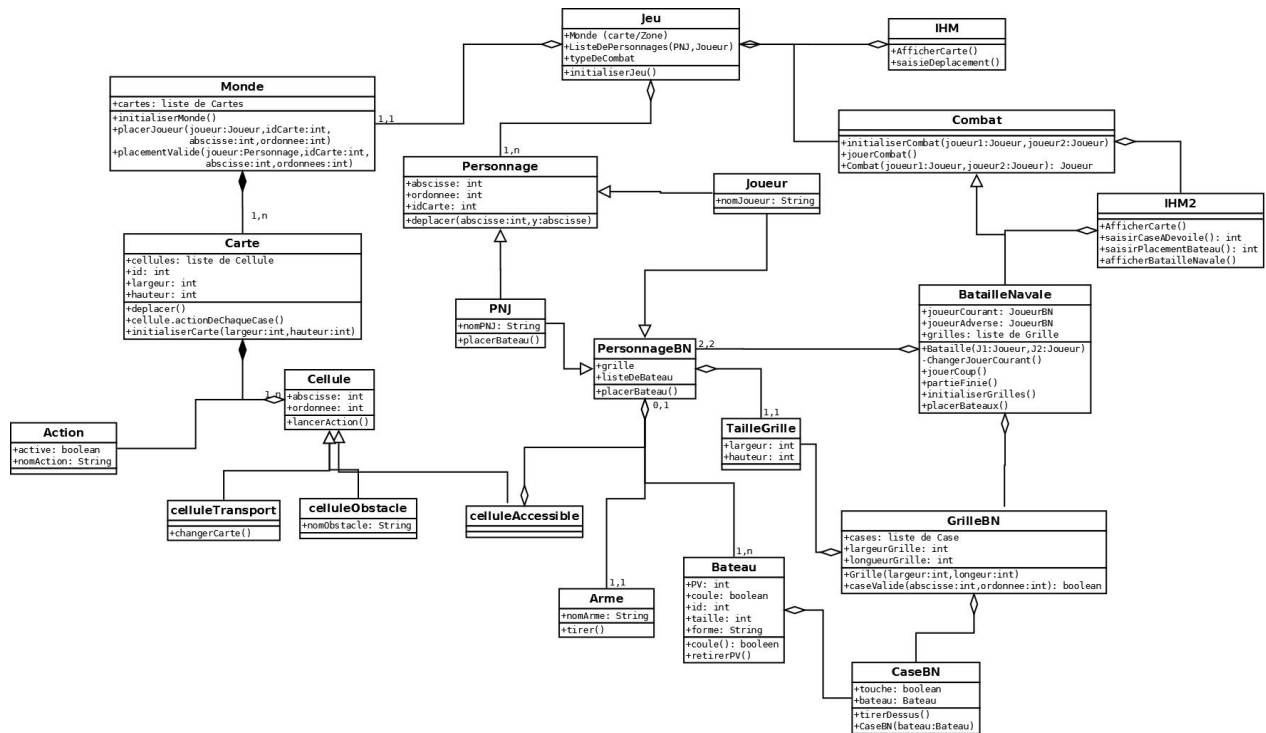 Jeu
+Monde (carte/Zone)
+ListeDePersonnages(PNJ,Joueur)
+typeDeCombat
+initialiserJeu()
IHM
+AfficherCarte()
+saisieDeplacement()
Monde
+cartes: liste de Cartes
+initialiserMonde()
+placerJoueur(joueur:Joueur,idCarte:int,
abscisse:int,ordonnee:int)
+placementValide(joueur:Personnage,idCarte:int,
abscisse:int,ordonnees:int)
1,1
1,n
Combat
+initialiserCombat(joueur1:Joueur,joueur2:Joueur)
+jouerCombat()
+Combat(joueur1:Joueur,joueur2:Joueur): Joueur
1,n
Personnage
+abscisse: int
+ordonnee: int
+idCarte: int
+deplacer(abscisse:int,y:abscisse)
Joueur
+nomJoueur: String
IHM2
+AfficherCarte()
+saisirCaseADevoile(): int
+saisirPlacementBateau(): int
+afficherBatailleNavale()
Carte
+cellules: liste de Cellule
+id: int
+largeur: int
+hauteur: int
+deplacer()
+cellule.actionDeChaqueCase()
+initialiserCarte(largeur:int,hauteur:int)
PNJ
+nomPNJ: String
+placerBateau()
BatailleNavale
+joueurCourant: JoueurBN
+joueurAdverse: JoueurBN
+grilles: liste de Grille
+Bataille(J1:Joueur,J2:Joueur)
-ChangerJouerCourant()
+jouerCoup()
+partieFinie()
+initialiserGrilles()
+placerBateaux()
PersonnageBN
+grille
+listeDeBateau
+placerBateau()
2,2
0,1
1,1
Cellule
+abscisse: int
+ordonnee: int
+lancerAction()
1,n
Action
+active: boolean
+nomAction: String
TailleGrille
+largeur: int
+hauteur: int
celluleTransport
+changerCarte()
celluleObstacle
+nomObstacle: String
celluleAccessible
GrilleBN
+cases: liste de Case
+largeurGrille: int
+longueurGrille: int
+Grille(largeur:int,longeur:int)
+caseValide(abscisse:int,ordonnee:int): boolean
1,1
Arme
+nomArme: String
+tirer()
1,n
Bateau
+PV: int
+coule: boolean
+id: int
+taille: int
+forme: String
+coule(): booleen
+retirerPV()
CaseBN
+touche: boolean
+bateau: Bateau
+tirerDessus()
+CaseBN(bateau:Bateau)